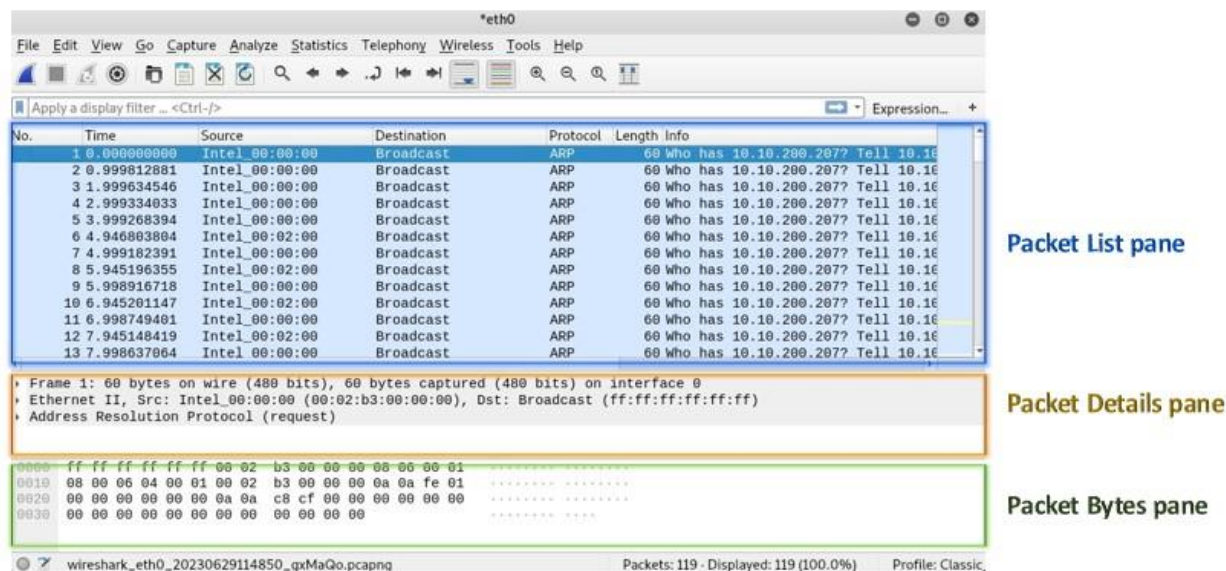 *eth0
File Edit View Go Capture Analyze Statistics Telephony Wireless Tools Help
Apply a display filter ... <Ctrl-/> Expression... +
No. Time Source Destination Protocol Length Info
1 0.000000000 Intel_00:00:00 Broadcast ARP 60 Who has 10.10.200.207? Tell 10.10
2 0.999812881 Intel_00:00:00 Broadcast ARP 60 Who has 10.10.200.207? Tell 10.10
3 1.999634546 Intel_00:00:00 Broadcast ARP 60 Who has 10.10.200.207? Tell 10.10
4 2.999334033 Intel_00:00:00 Broadcast ARP 60 Who has 10.10.200.207? Tell 10.10
5 3.999268394 Intel_00:00:00 Broadcast ARP 60 Who has 10.10.200.207? Tell 10.10
6 4.946803804 Intel_00:02:00 Broadcast ARP 60 Who has 10.10.200.207? Tell 10.10
7 4.999182391 Intel_00:00:00 Broadcast ARP 60 Who has 10.10.200.207? Tell 10.10
8 5.945196355 Intel_00:02:00 Broadcast ARP 60 Who has 10.10.200.207? Tell 10.10
9 5.998916718 Intel_00:00:00 Broadcast ARP 60 Who has 10.10.200.207? Tell 10.10
10 6.945201147 Intel_00:02:00 Broadcast ARP 60 Who has 10.10.200.207? Tell 10.10
11 6.998749401 Intel_00:00:00 Broadcast ARP 60 Who has 10.10.200.207? Tell 10.10
12 7.945148419 Intel_00:02:00 Broadcast ARP 60 Who has 10.10.200.207? Tell 10.10
13 7.998637064 Intel_00:00:00 Broadcast ARP 60 Who has 10.10.200.207? Tell 10.10
Packet List pane
Frame 1: 60 bytes on wire (480 bits), 60 bytes captured (480 bits) on interface 0
Ethernet II, Src: Intel_00:00:00 (00:02:b3:00:00:00), Dst: Broadcast (ff:ff:ff:ff:ff:ff)
Address Resolution Protocol (request)
Packet Details pane
0000 ff ff ff ff ff ff 00 02 b3 00 00 00 08 06 00 01 ········ ········
0010 08 00 06 04 00 01 00 02 b3 00 00 00 0a 0a fe 01 ········ ········
0020 00 00 00 00 00 00 0a 0a c8 cf 00 00 00 00 00 00 ········ ········
0030 00 00 00 00 00 00 00 00 00 00 00 00 ········ ····
Packet Bytes pane
wireshark_eth0_20230629114850_gxMaQo.pcapng Packets: 119 · Displayed: 119 (100.0%) Profile: Classic